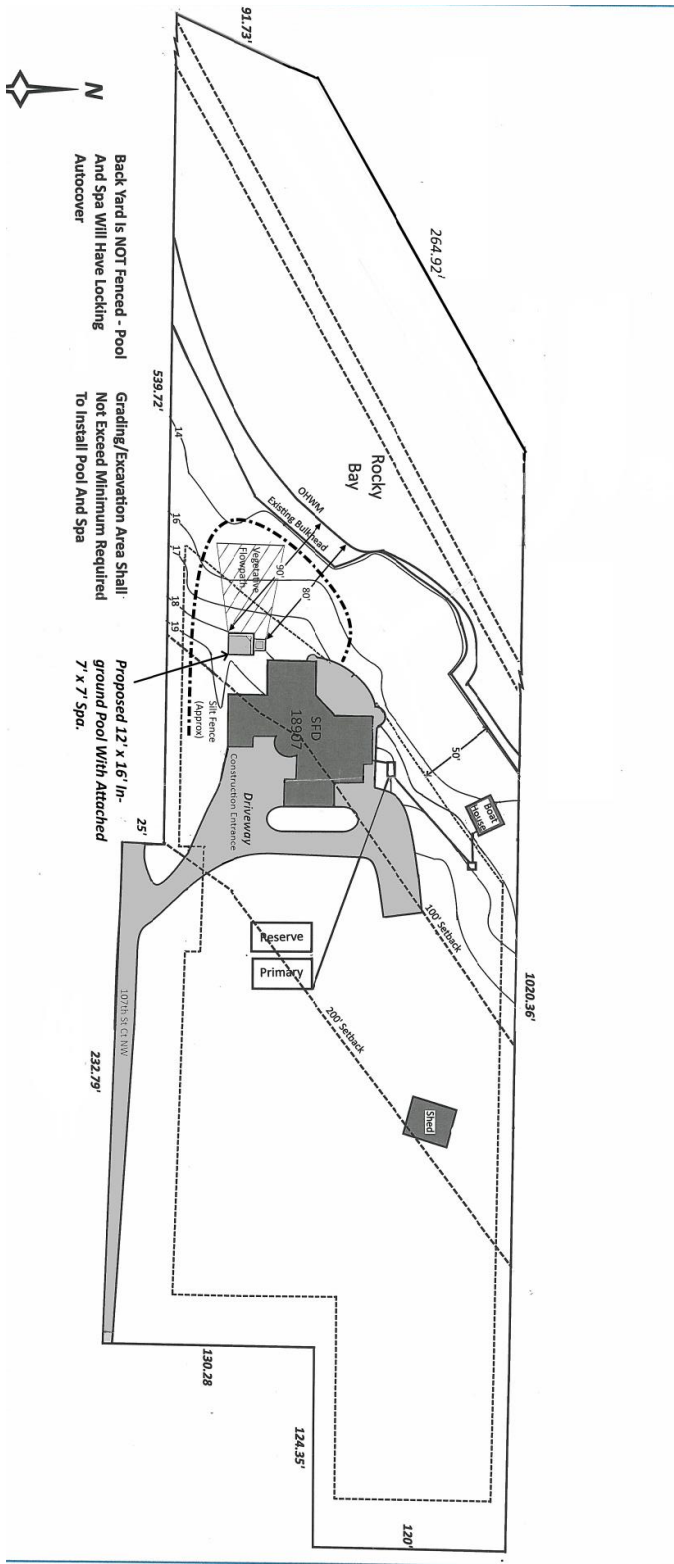 91.73'
264.92'
N
Back Yard Is NOT Fenced - Pool
And Spa Will Have Locking
Autocover
Grading/Excavation Area Shall
Not Exceed Minimum Required
To Install Pool And Spa
Proposed 12' x 16' In-
ground Pool With Attached
7' x 7' Spa.
539.72'
Rocky
Bay
OHWM
Existing Bulkhead
14
16
17
18
19
90'
80'
Vegetative
Flowpath
Silt Fence
(Approx)
SFD
18907
50'
Boat
House
Driveway
Construction Entrance
25'
Reserve
Primary
100' Setback
200' Setback
1020.36'
107th St Ct NW
232.79'
Shed
130.28
124.35'
120'